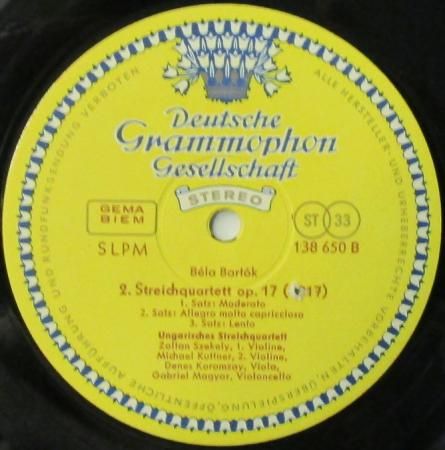 Deutsche
Grammophon
Gesellschaft
STEREO
GEMA
BIEM
ST 33
SLPM
138 650 B
Béla Bartók
2. Streichquartett op. 17 ( 917)
1. Satz: Moderato
2. Satz: Allegro molto capriccioso
3. Satz: Lento
Ungarisches Streichquartett
Zoltan Szekely, 1. Violine,
Michael Kuttner, 2. Violine,
Denes Koromzay, Viola,
Gabriel Magyar, Violoncello
ALLE HERSTELLER- UND URHEBERRECHTE VORBEHALTEN, ÜBERSPIELUNG, ÖFFENTLICHE AUFFÜHRUNG UND RUNDFUNKSENDUNG VERBOTEN